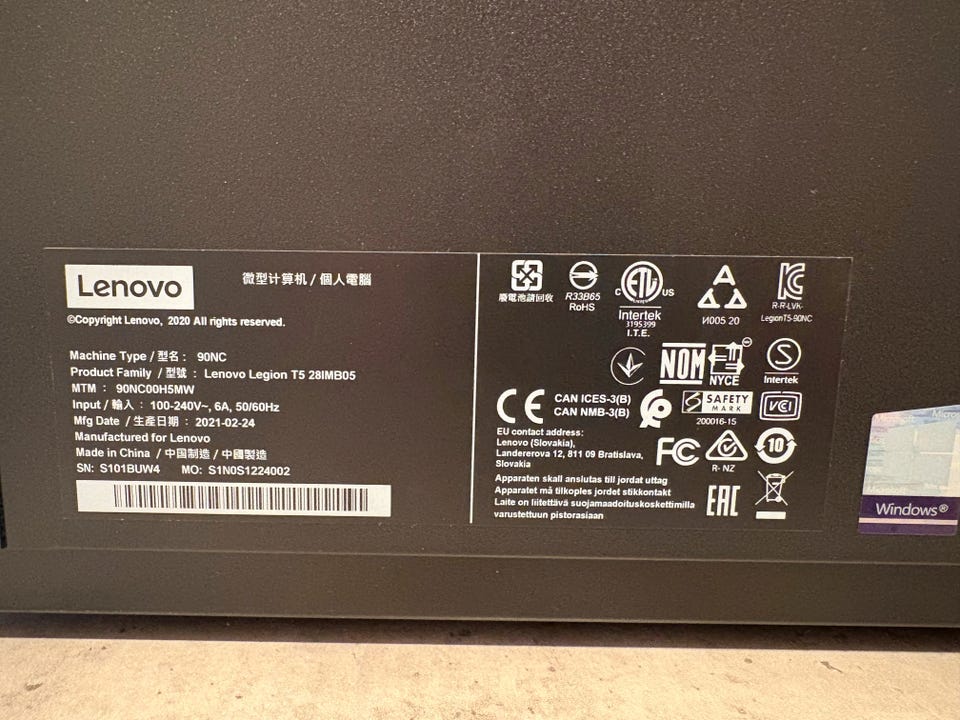 Lenovo
微型计算机 / 個人電腦
©Copyright Lenovo, 2020 All rights reserved.
Machine Type / 型名 : 90NC
Product Family / 型號 : Lenovo Legion T5 28IMB05
MTM : 90NC00H5MW
Input / 輸入 : 100-240V~, 6A, 50/60Hz
Mfg Date / 生產日期 : 2021-02-24
Manufactured for Lenovo
Made in China / 中国制造 / 中國製造
SN: S101BUW4 MO: S1N0S1224002
廢電池請回收
R33B65
RoHS
C ETL US
Intertek
3195399
I.T.E.
И005 20
R-R-LVK-
LegionT5-90NC
NOM
NYCE
S
Intertek
CE
CAN ICES-3(B)
CAN NMB-3(B)
SAFETY
MARK
200016-15
VCCI
EU contact address:
Lenovo (Slovakia),
Landererova 12, 811 09 Bratislava,
Slovakia
FC
R- NZ
10
Apparaten skall anslutas till jordat uttag
Apparatet må tilkoples jordet stikkontakt
Laite on liitettävä suojamaadoituskoskettimilla
varustettuun pistorasiaan
EAC
Windows®